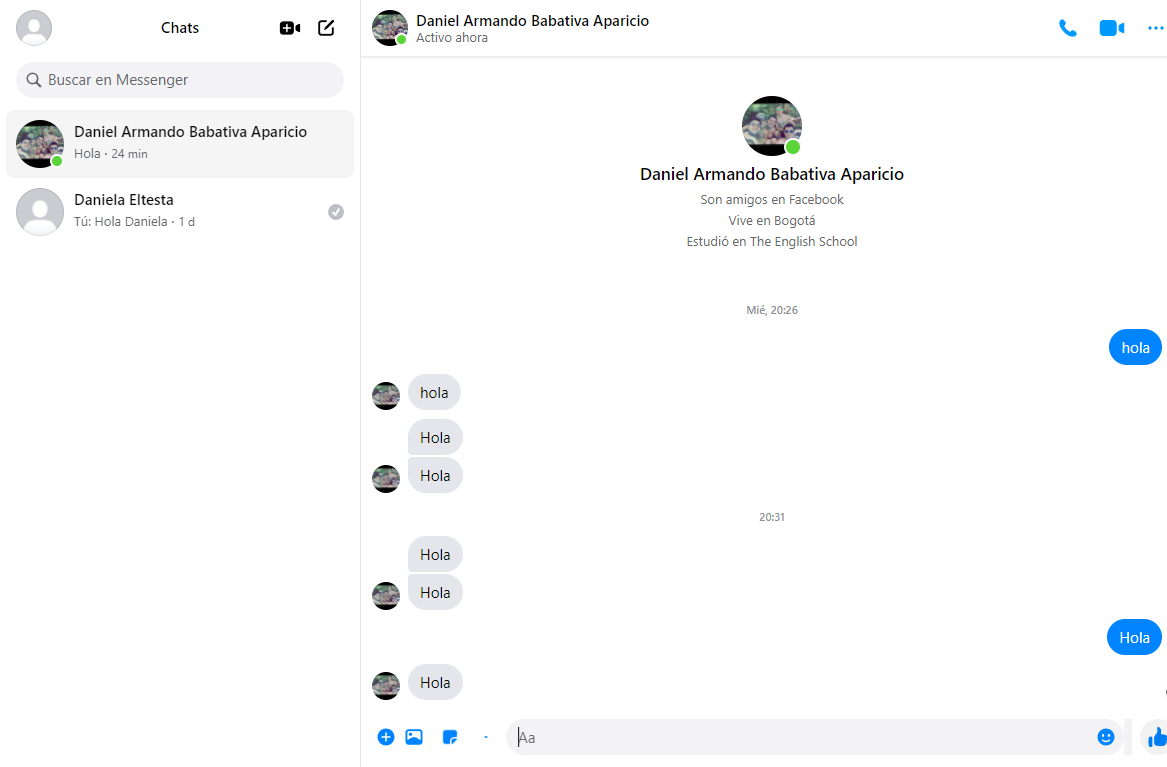 Chats
Buscar en Messenger
Daniel Armando Babativa Aparicio
Hola · 24 min
Daniela Eltesta
Tú: Hola Daniela · 1 d
Daniel Armando Babativa Aparicio
Activo ahora
Daniel Armando Babativa Aparicio
Son amigos en Facebook
Vive en Bogotá
Estudió en The English School
Mié, 20:26
hola
hola
Hola
Hola
20:31
Hola
Hola
Hola
Hola
Aa